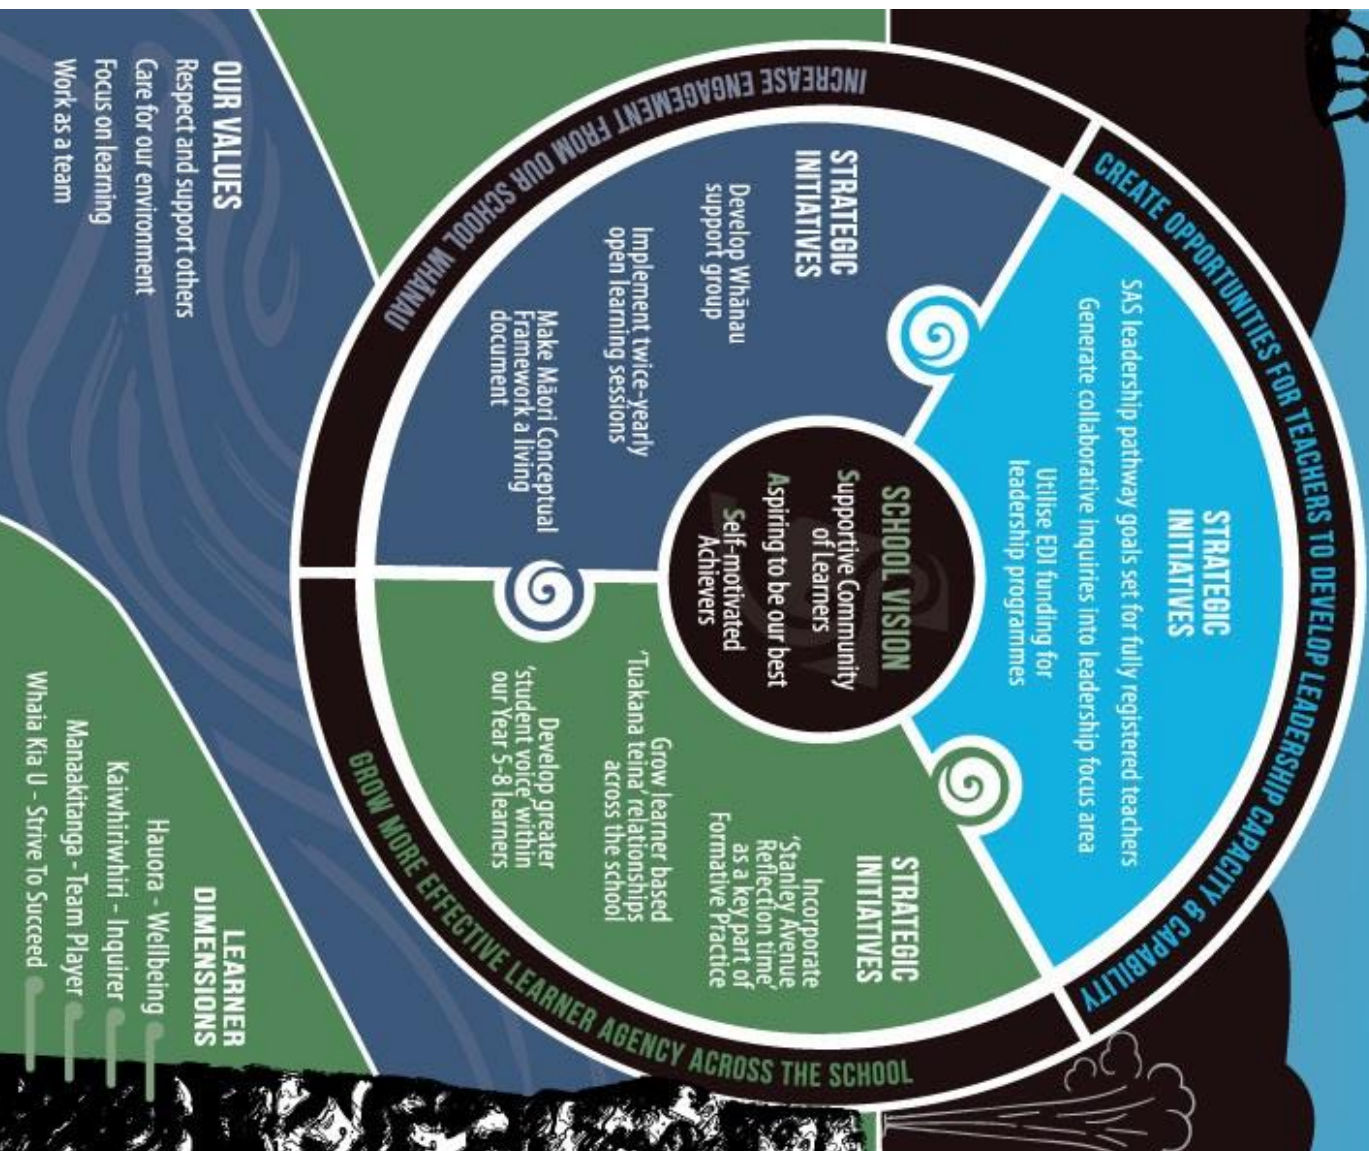 CREATE OPPORTUNITIES FOR TEACHERS TO DEVELOP LEADERSHIP CAPACITY & CAPABILITY
STRATEGIC
INITIATIVES
SAS leadership pathway goals set for fully registered teachers
Generate collaborative inquiries into leadership focus area
Utilise EDI funding for
leadership programmes
INCREASE ENGAGEMENT FROM OUR SCHOOL WHĀNAU
STRATEGIC
INITIATIVES
Develop Whānau
support group
Implement twice-yearly
open learning sessions
Make Māori Conceptual
Framework a living
document
SCHOOL VISION
Supportive Community
of Learners
Aspiring to be our best
Self-motivated
Achievers
STRATEGIC
INITIATIVES
Incorporate
'Stanley Avenue
Reflection time'
as a key part of
Formative Practice
Grow learner based
'Tuakana teina' relationships
across the school
Develop greater
'student voice' within
our Year 5-8 learners
GROW MORE EFFECTIVE LEARNER AGENCY ACROSS THE SCHOOL
OUR VALUES
Respect and support others
Care for our environment
Focus on learning
Work as a team
LEARNER
DIMENSIONS
Hauora - Wellbeing
Kaiwhiriwhiri - Inquirer
Manaakitanga - Team Player
Whaia Kia U - Strive To Succeed